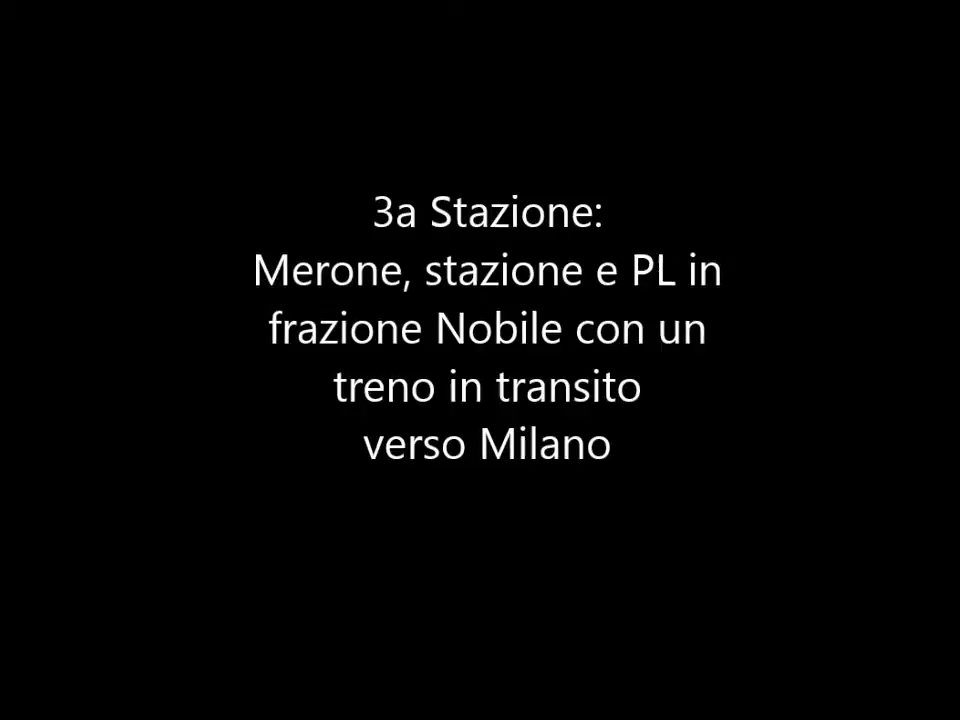 3a Stazione:
Merone, stazione e PL in
frazione Nobile con un
treno in transito
verso Milano